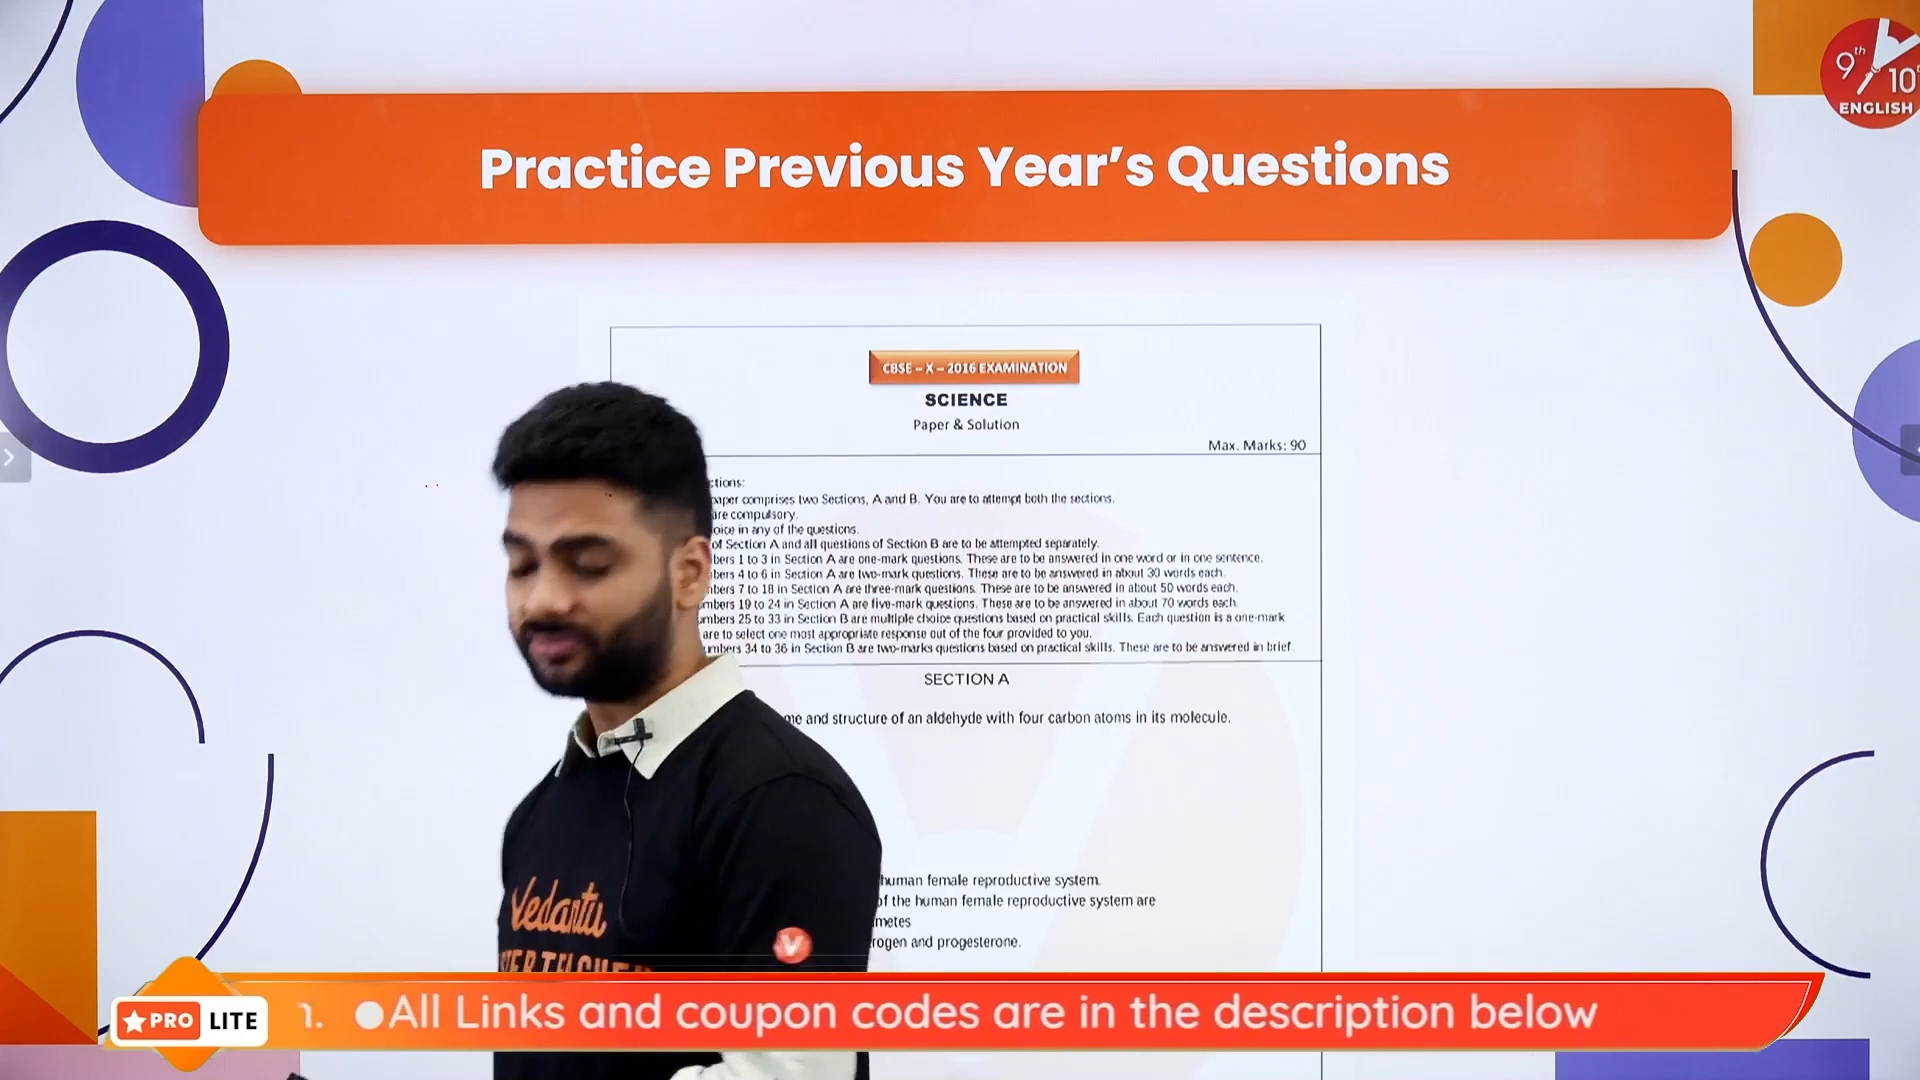 9th 10
ENGLISH
Practice Previous Year's Questions
CBSE – X – 2016 EXAMINATION
SCIENCE
Paper & Solution
Max. Marks: 90
ctions:
paper comprises two Sections, A and B. You are to attempt both the sections.
are compulsory.
oice in any of the questions.
of Section A and all questions of Section B are to be attempted separately.
bers 1 to 3 in Section A are one-mark questions. These are to be answered in one word or in one sentence.
bers 4 to 6 in Section A are two-mark questions. These are to be answered in about 30 words each.
nbers 7 to 18 in Section A are three-mark questions. These are to be answered in about 50 words each.
mbers 19 to 24 in Section A are five-mark questions. These are to be answered in about 70 words each.
umbers 25 to 33 in Section B are multiple choice questions based on practical skills. Each question is a one-mark
are to select one most appropriate response out of the four provided to you.
umbers 34 to 36 in Section B are two-marks questions based on practical skills. These are to be answered in brief.
SECTION A
me and structure of an aldehyde with four carbon atoms in its molecule.
human female reproductive system.
of the human female reproductive system are
metes
rogen and progesterone.
Vedantu
V
PRO LITE
n. ●All Links and coupon codes are in the description below